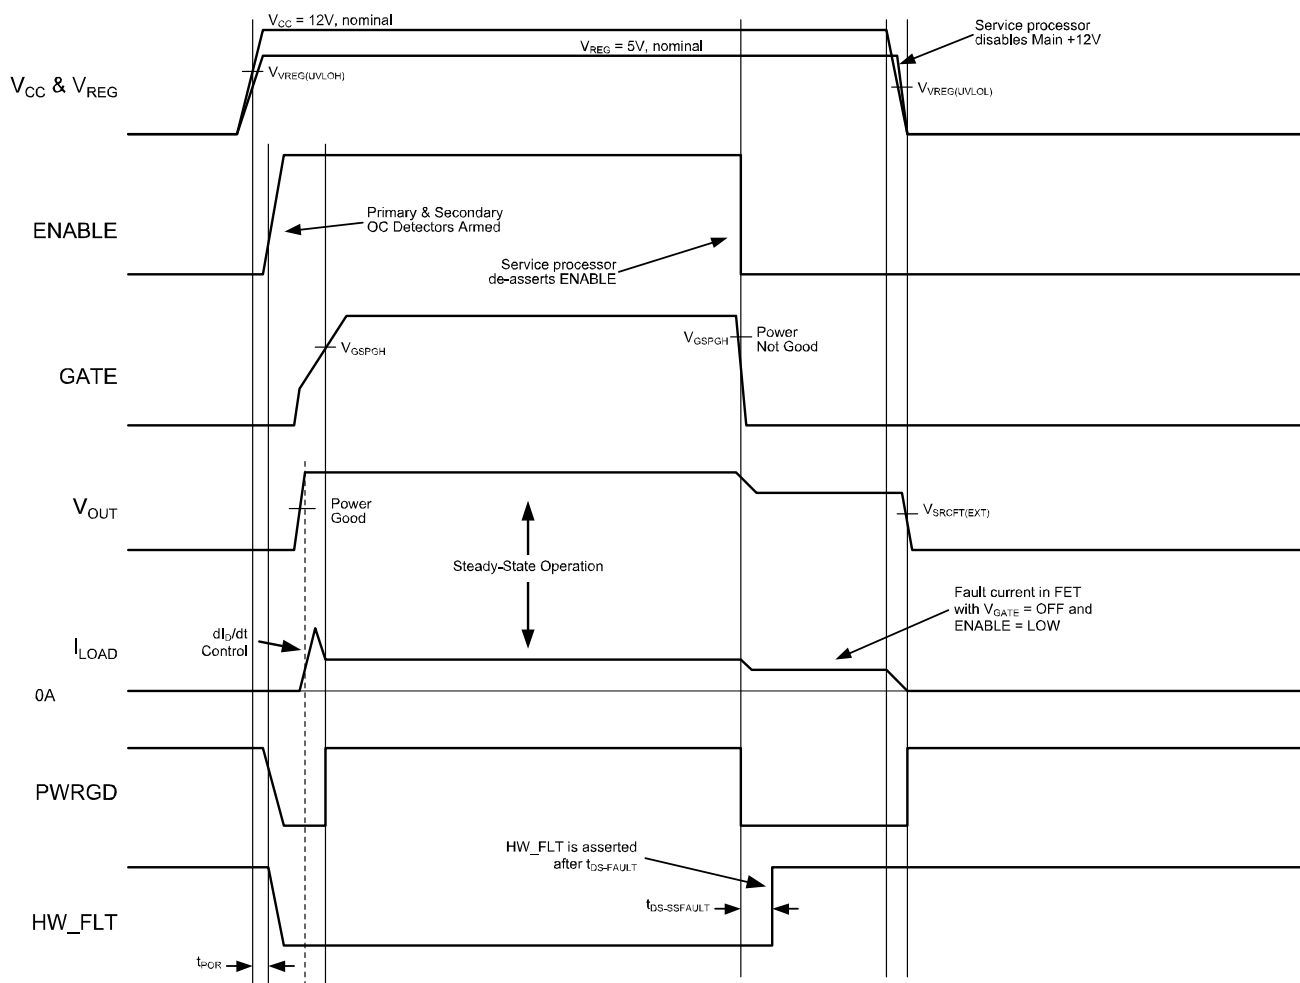 V_CC = 12V, nominal
V_REG = 5V, nominal
Service processor
disables Main +12V
V_CC & V_REG
V_VREG(UVLOH)
V_VREG(UVLOL)
ENABLE
Primary & Secondary
OC Detectors Armed
Service processor
de-asserts ENABLE
GATE
V_GSPGH
V_GSPGH
Power
Not Good
V_OUT
Power
Good
V_SRCFT(EXT)
Steady-State Operation
Fault current in FET
with V_GATE = OFF and
ENABLE = LOW
I_LOAD
dI_D/dt
Control
0A
PWRGD
HW_FLT is asserted
after t_DS-FAULT
HW_FLT
t_DS-SSFAULT
t_POR